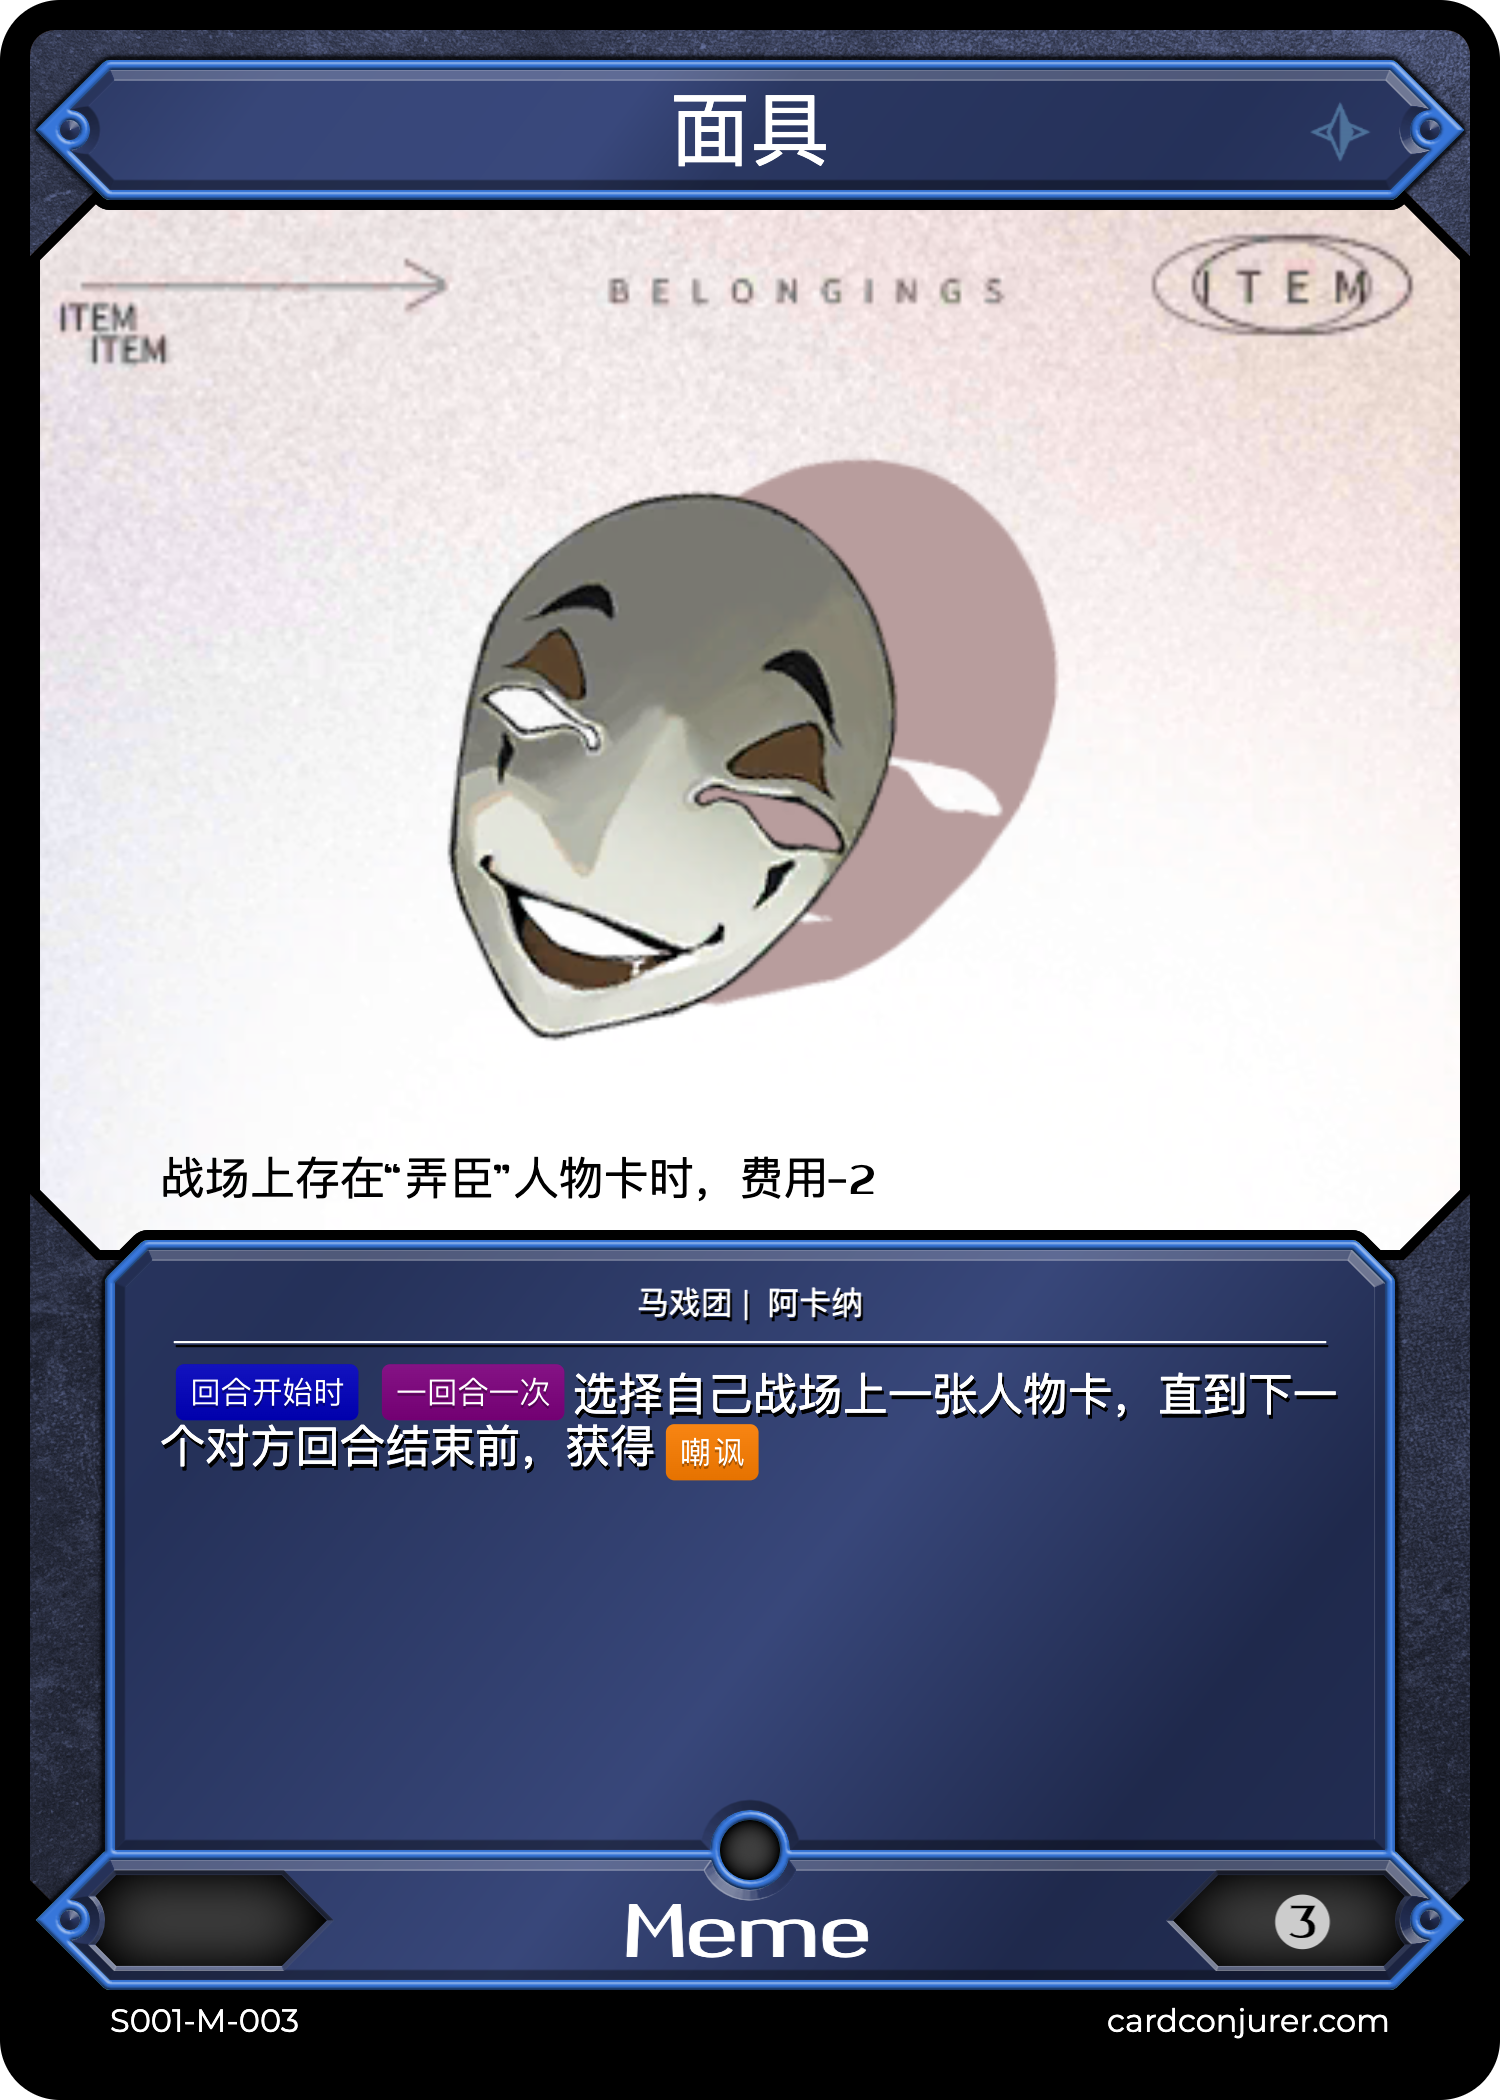 面具
BELONGINGS
ITEM
ITEM
ITEM
战场上存在“弄臣”人物卡时，费用-2
马戏团 | 阿卡纳
回合开始时 一回合一次 选择自己战场上一张人物卡，直到下一
个对方回合结束前，获得 嘲讽
Meme
3
S001-M-003
cardconjurer.com